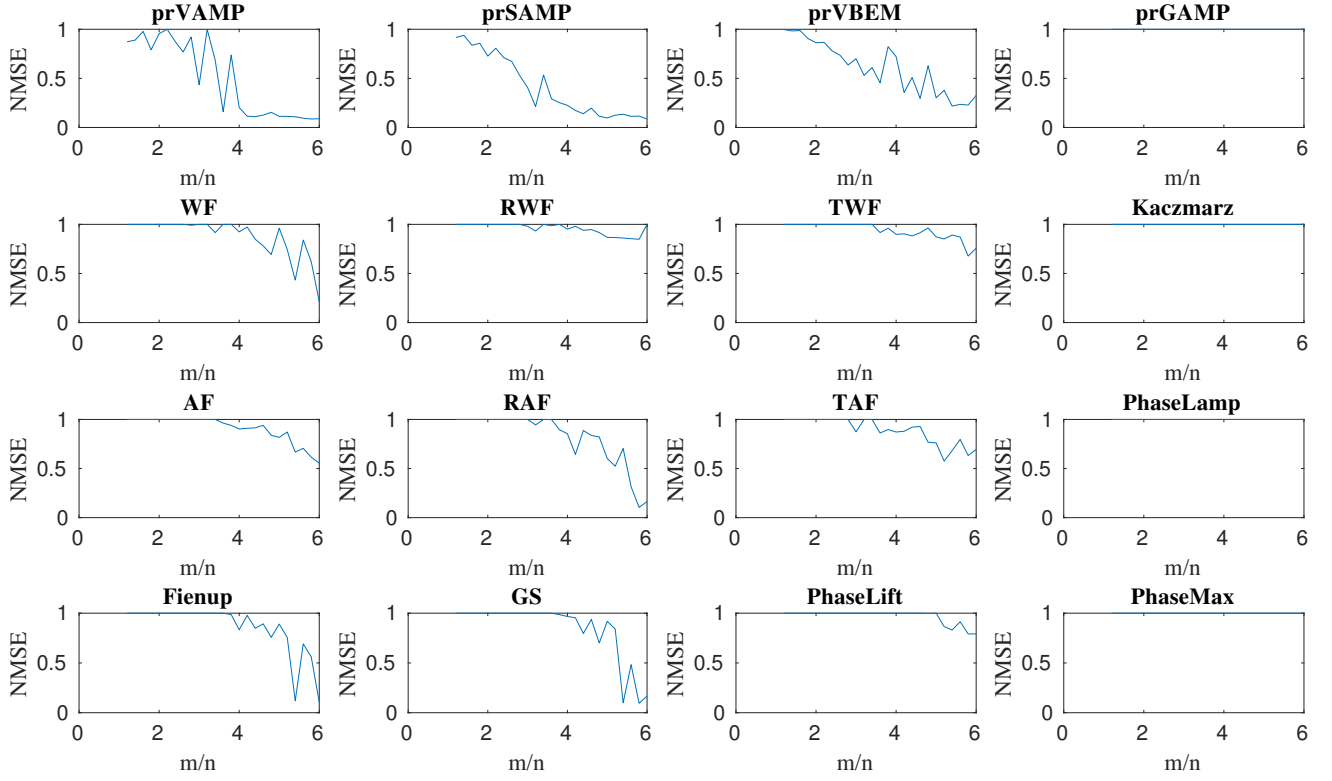 prVAMP prSAMP prVBEM prGAMP
1 1 1 1
NMSE NMSE NMSE NMSE
0.5 0.5 0.5 0.5
0 0 0 0
0 2 4 6 0 2 4 6 0 2 4 6 0 2 4 6
m/n m/n m/n m/n
WF RWF TWF Kaczmarz
1 1 1 1
NMSE NMSE NMSE NMSE
0.5 0.5 0.5 0.5
0 0 0 0
0 2 4 6 0 2 4 6 0 2 4 6 0 2 4 6
m/n m/n m/n m/n
AF RAF TAF PhaseLamp
1 1 1 1
NMSE NMSE NMSE NMSE
0.5 0.5 0.5 0.5
0 0 0 0
0 2 4 6 0 2 4 6 0 2 4 6 0 2 4 6
m/n m/n m/n m/n
Fienup GS PhaseLift PhaseMax
1 1 1 1
NMSE NMSE NMSE NMSE
0.5 0.5 0.5 0.5
0 0 0 0
0 2 4 6 0 2 4 6 0 2 4 6 0 2 4 6
m/n m/n m/n m/n